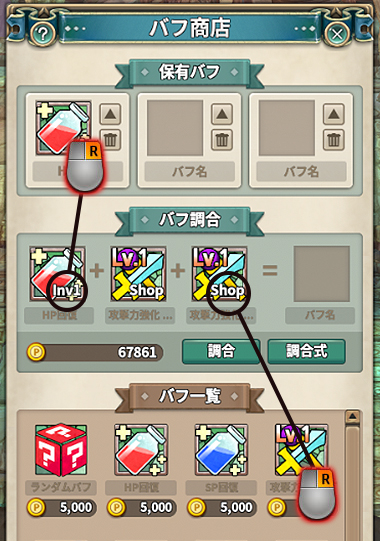 ?
バフ商店
保有バフ
R
H
バフ名
バフ名
バフ調合
Lv.1
Lv.1
Inv1
Shop
Shop
HP回復
攻撃力強化 ...
攻撃力強化 ...
バフ名
P 67861
調合
調合式
バフ一覧
? ? ?
Lv.1
R
ランダムバフ
HP回復
SP回復
攻撃力
P 5,000
P 5,000
P 5,000
P